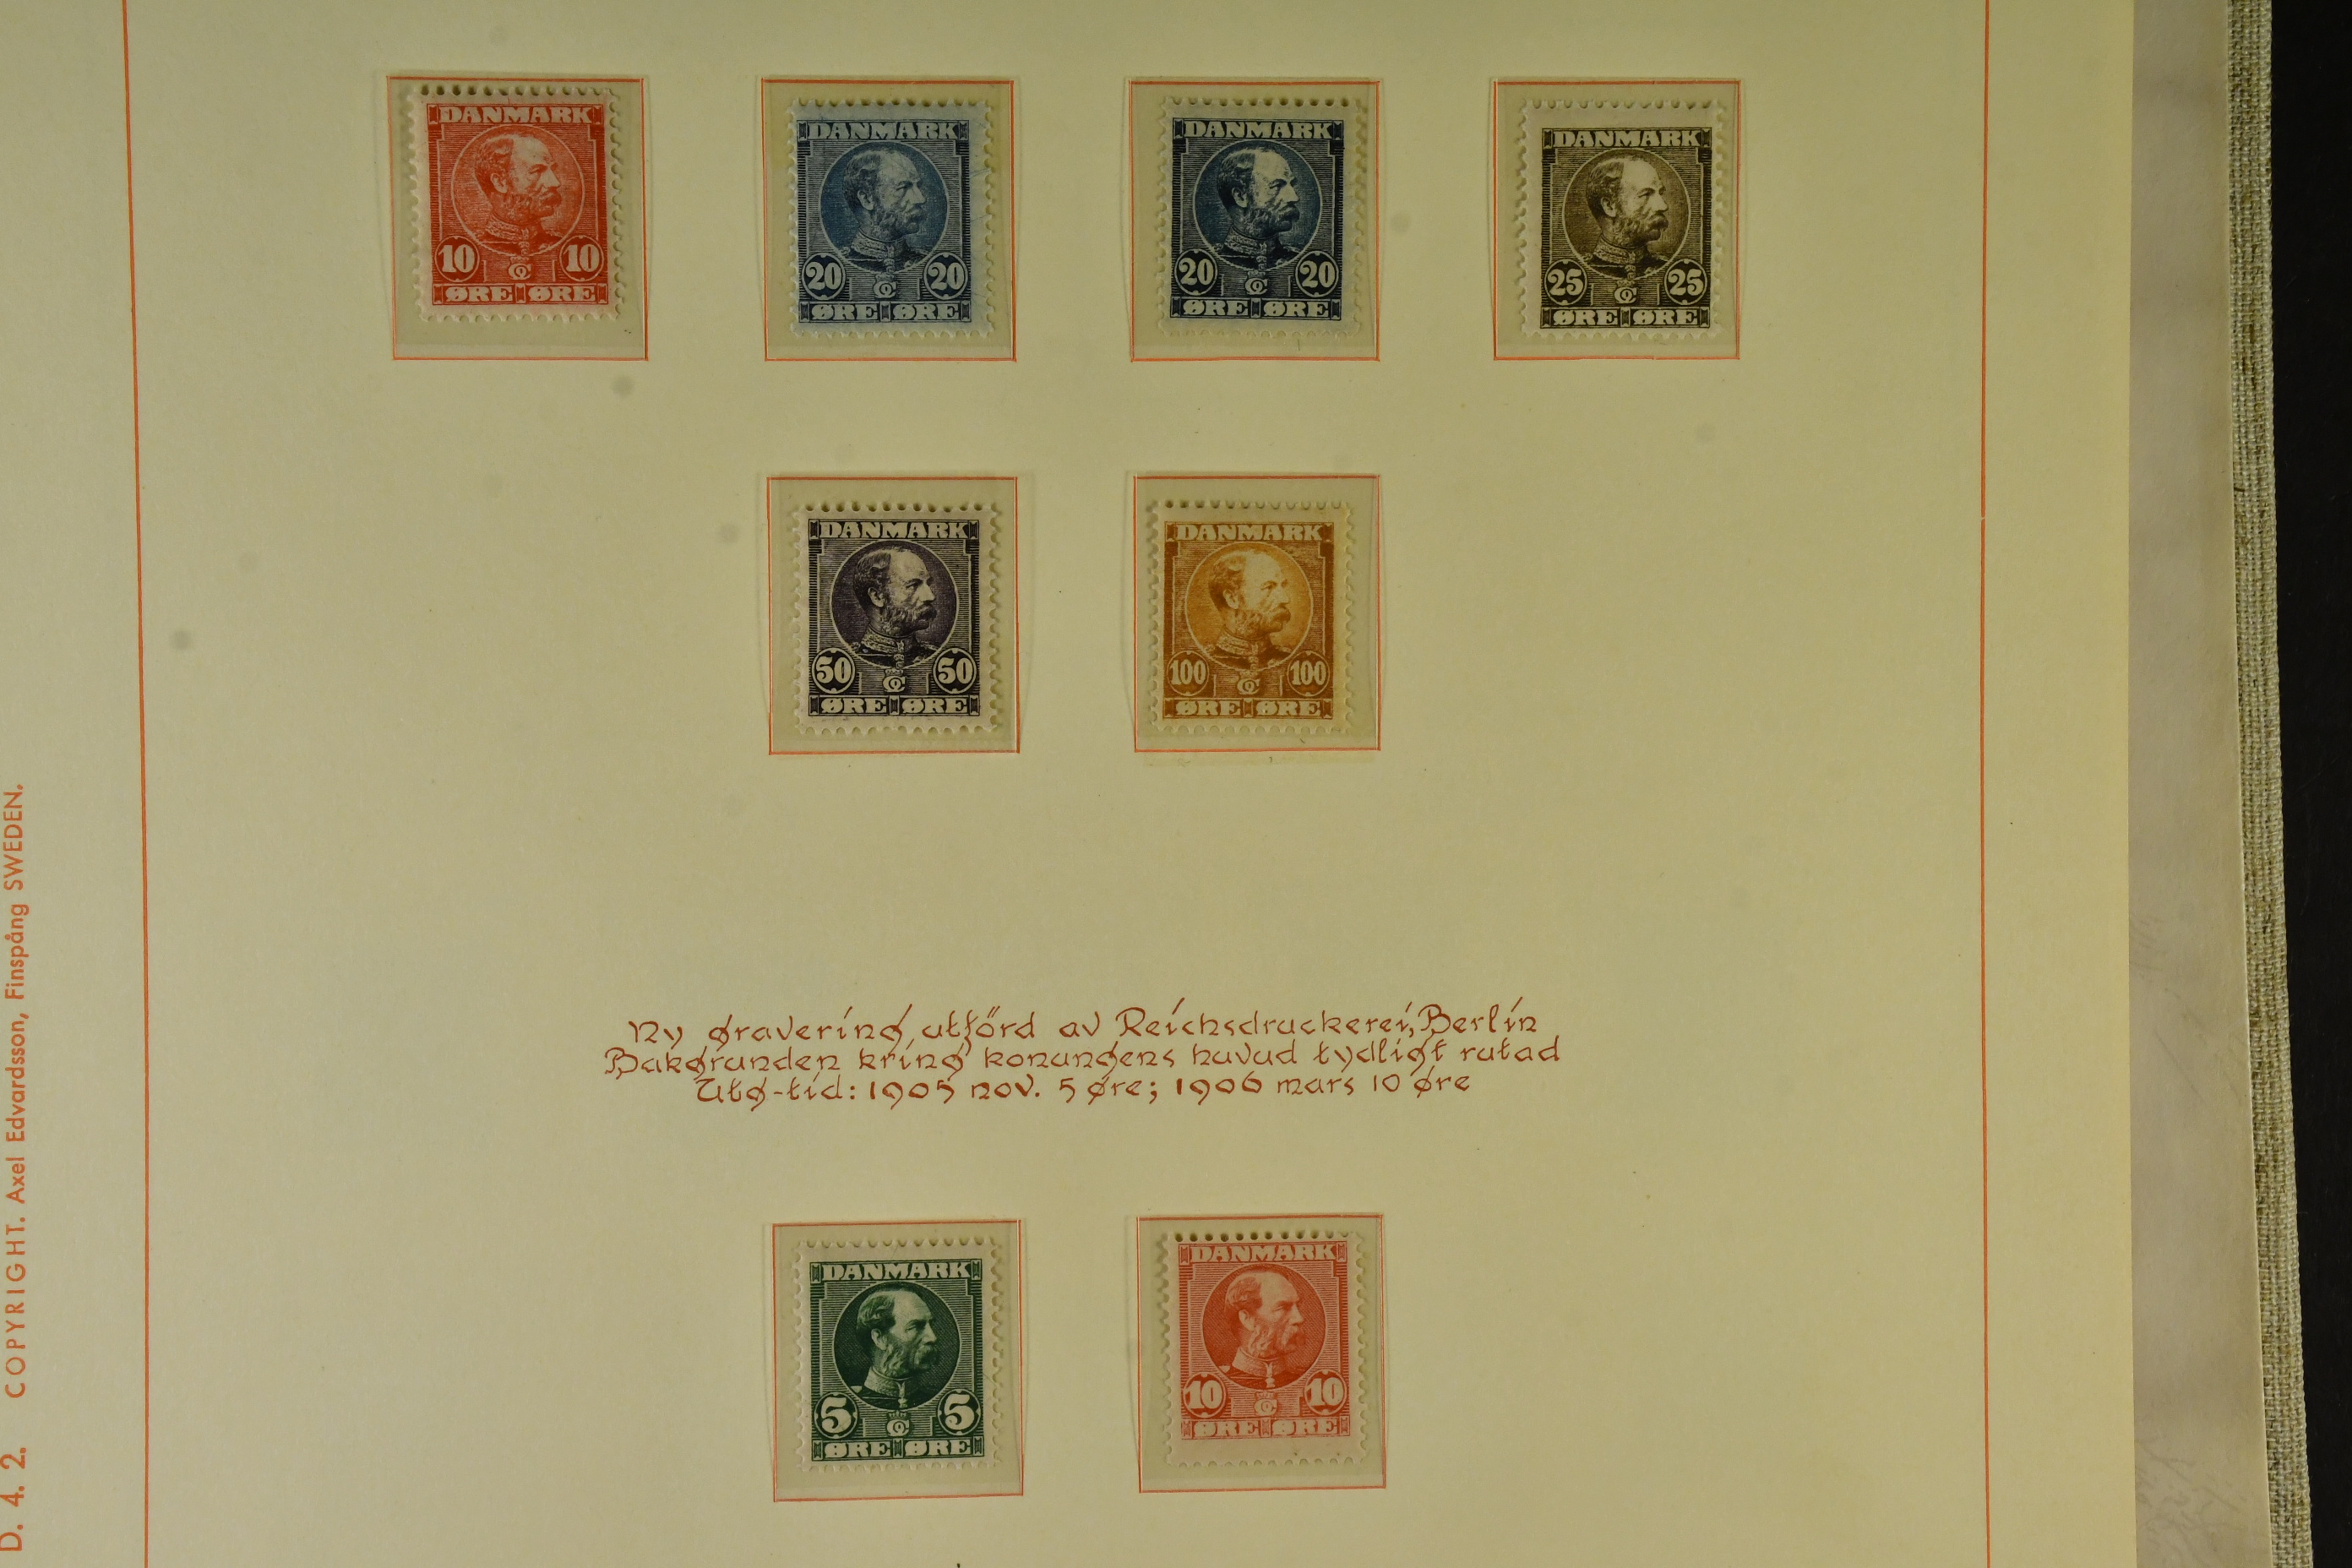 DANMARK
10 10
ØRE ØRE
DANMARK
20 20
ØRE ØRE
DANMARK
20 20
ØRE ØRE
DANMARK
25 25
ØRE ØRE
DANMARK
50 50
ØRE ØRE
DANMARK
100 100
ØRE ØRE
Ny gravering, utförd av Reichsdruckerei, Berlin
Bakgrunden kring konungens huvud tydligt rutad
Utg-tid: 1905 nov. 5 øre; 1906 mars 10 øre
DANMARK
5 5
ØRE ØRE
DANMARK
10 10
ØRE ØRE
D. 4. 2. COPYRIGHT. Axel Edvardsson, Finspång SWEDEN.